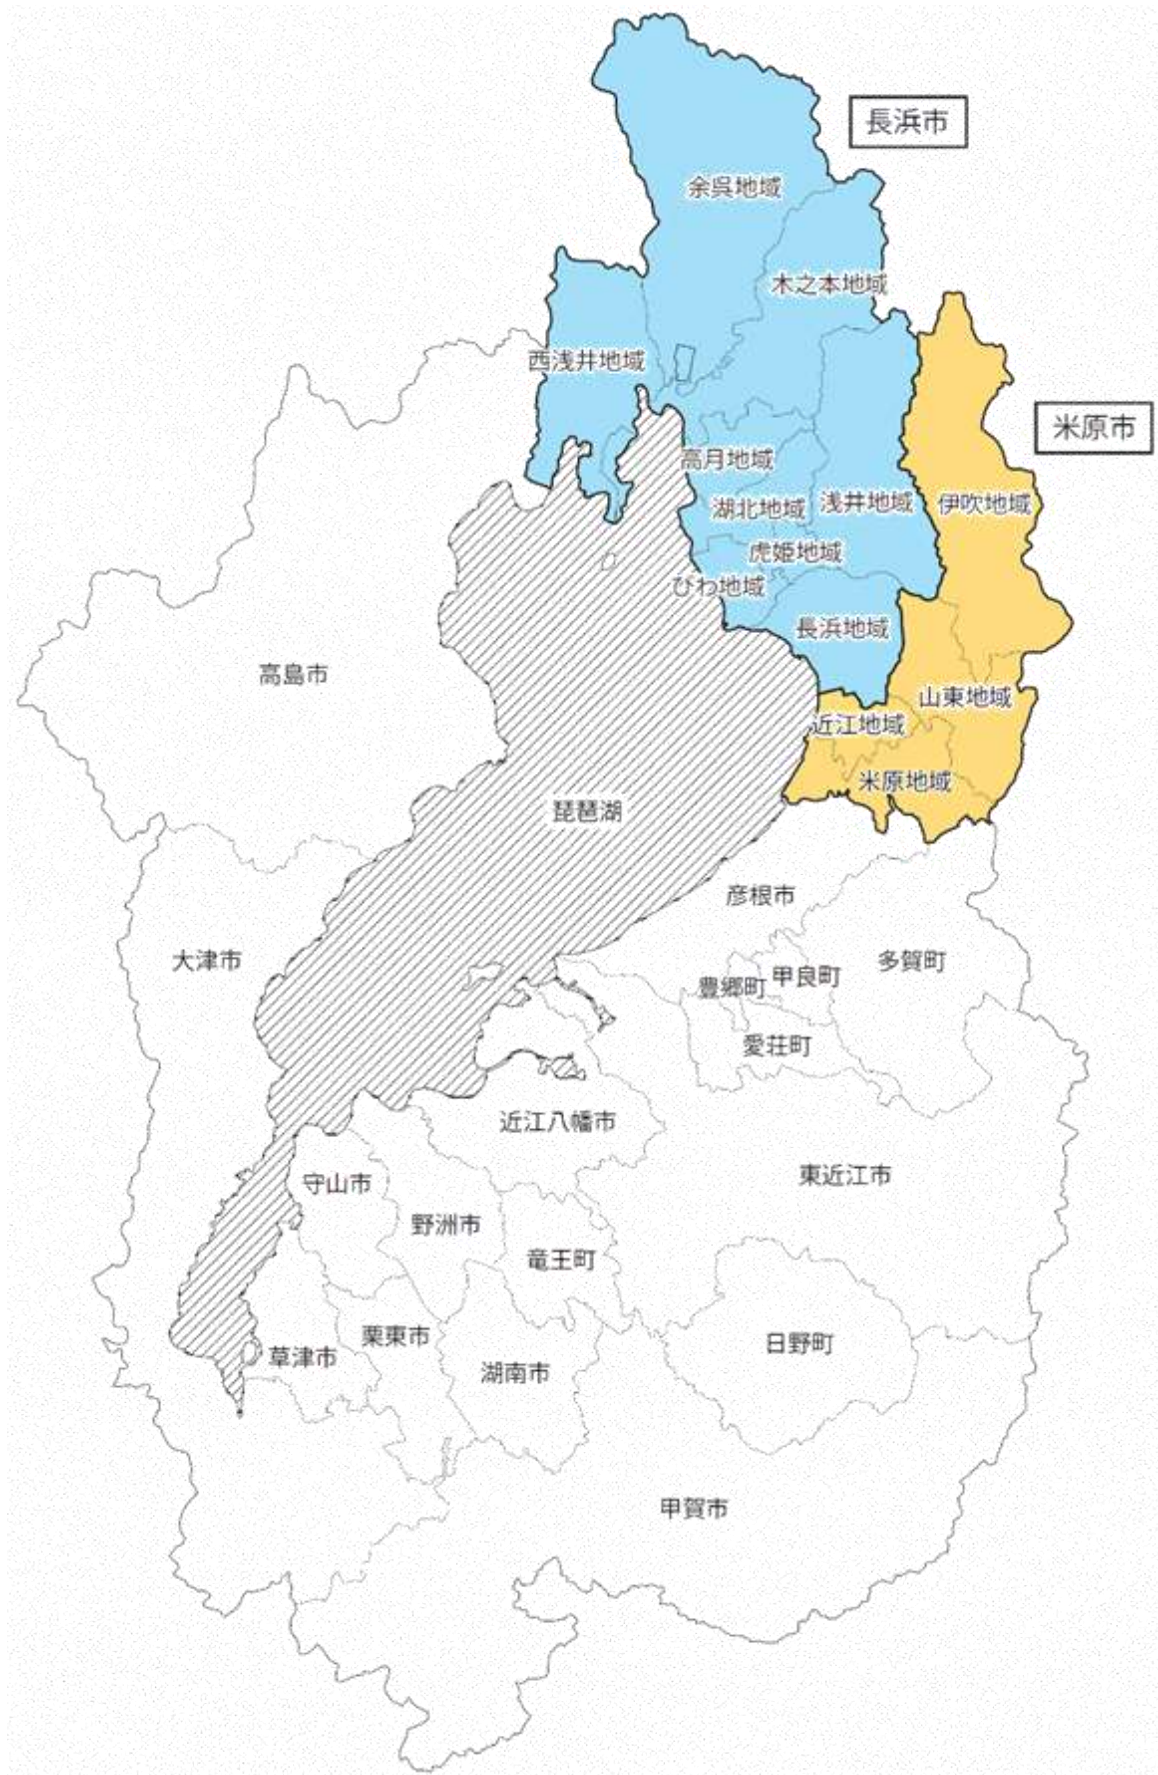 長浜市
余呉地域
木之本地域
西浅井地域
米原市
高月地域
湖北地域
浅井地域
伊吹地域
虎姫地域
びわ地域
長浜地域
高島市
山東地域
近江地域
米原地域
琵琶湖
彦根市
大津市
多賀町
甲良町
豊郷町
愛荘町
近江八幡市
東近江市
守山市
野洲市
竜王町
栗東市
日野町
草津市
湖南市
甲賀市